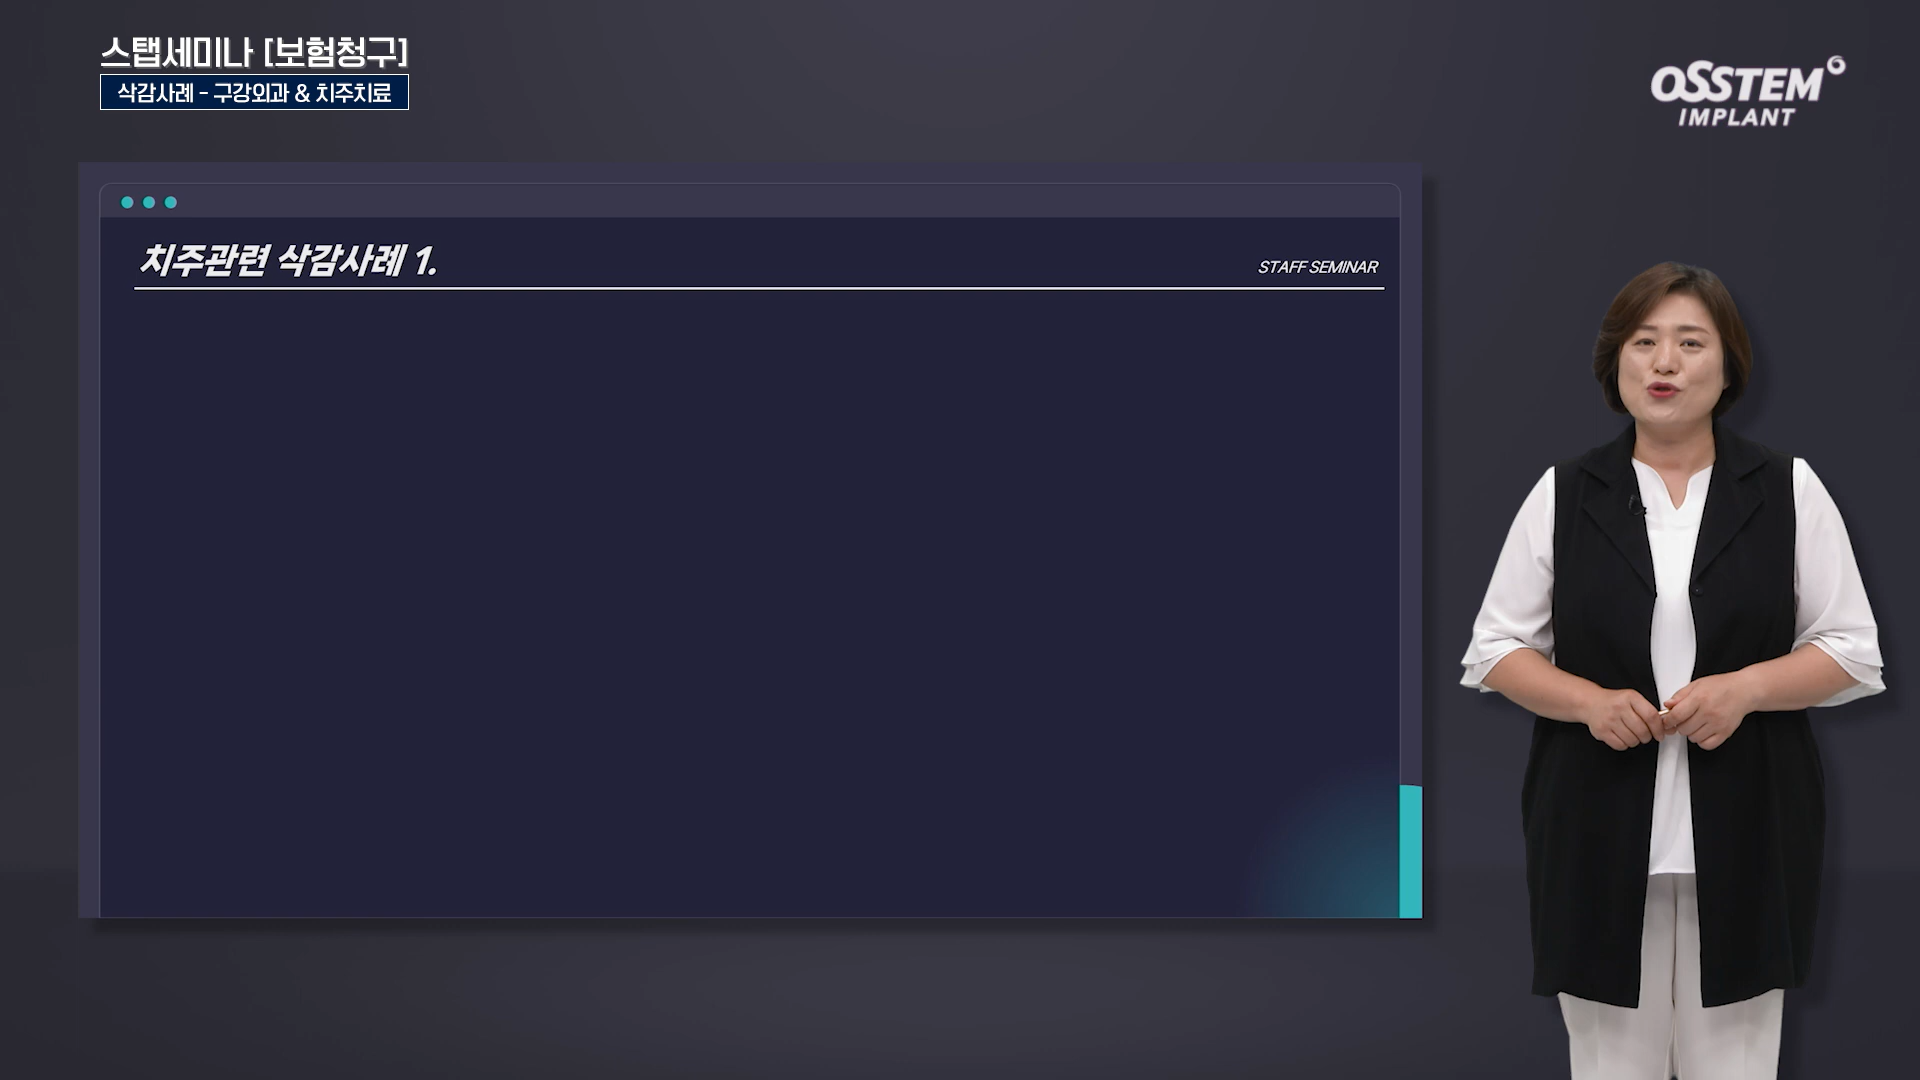 스탭세미나 [보험청구]
삭감사례 - 구강외과 & 치주치료
OSSTEM
IMPLANT
치주관련 삭감사례 1.
STAFF SEMINAR